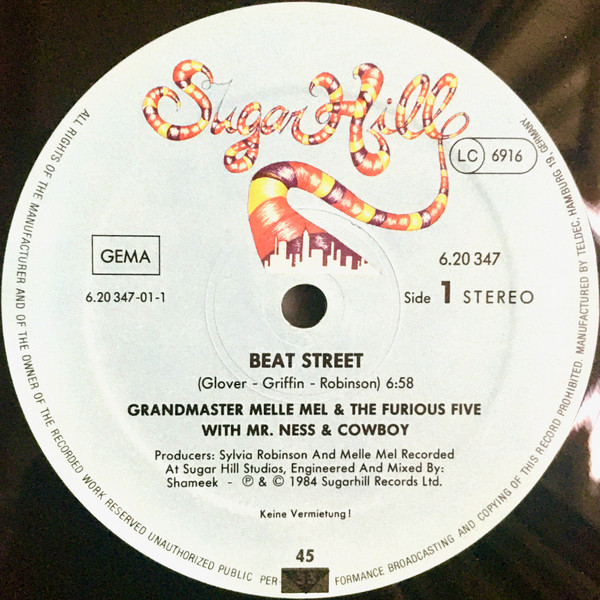 Sugar Hill
LC 6916
GEMA
6.20 347
6.20 347-01-1
Side 1 STEREO
BEAT STREET
(Glover - Griffin - Robinson) 6:58
GRANDMASTER MELLE MEL & THE FURIOUS FIVE
WITH MR. NESS & COWBOY
Producers: Sylvia Robinson And Melle Mel Recorded
At Sugar Hill Studios, Engineered And Mixed By:
Shameek - ℗ & © 1984 Sugarhill Records Ltd.
Keine Vermietung!
45
ALL RIGHTS OF THE MANUFACTURER AND OF THE OWNER OF THE RECORDED WORK RESERVED UNAUTHORIZED PUBLIC PERFORMANCE BROADCASTING AND COPYING OF THIS RECORD PROHIBITED. MANUFACTURED BY TELDEC, HAMBURG 19, GERMANY